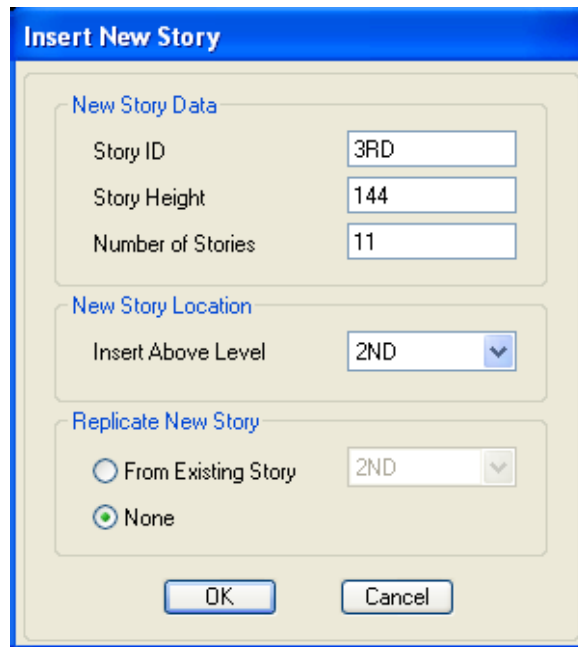 Insert New Story
New Story Data
Story ID 3RD
Story Height 144
Number of Stories 11
New Story Location
Insert Above Level 2ND
Replicate New Story
From Existing Story 2ND
None
OK Cancel